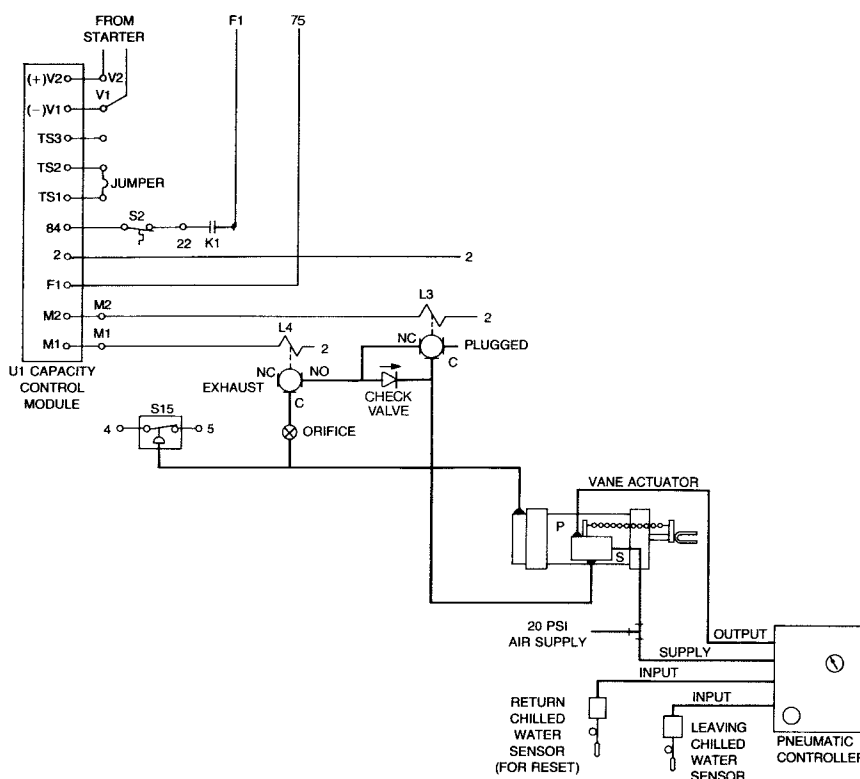 FROM
STARTER
F1
75
(+)V2
V2
(−)V1
V1
TS3
TS2
JUMPER
TS1
84
S2
22
K1
2
2
F1
M2
M2
L3
2
M1
M1
L4
2
NC
PLUGGED
C
U1 CAPACITY
CONTROL
MODULE
EXHAUST
NC
NO
C
CHECK
VALVE
S15
4
5
ORIFICE
VANE ACTUATOR
P
S
20 PSI
AIR SUPPLY
OUTPUT
SUPPLY
INPUT
INPUT
RETURN
CHILLED
WATER
SENSOR
(FOR RESET)
LEAVING
CHILLED
WATER
SENSOR
PNEUMATIC
CONTROLLER